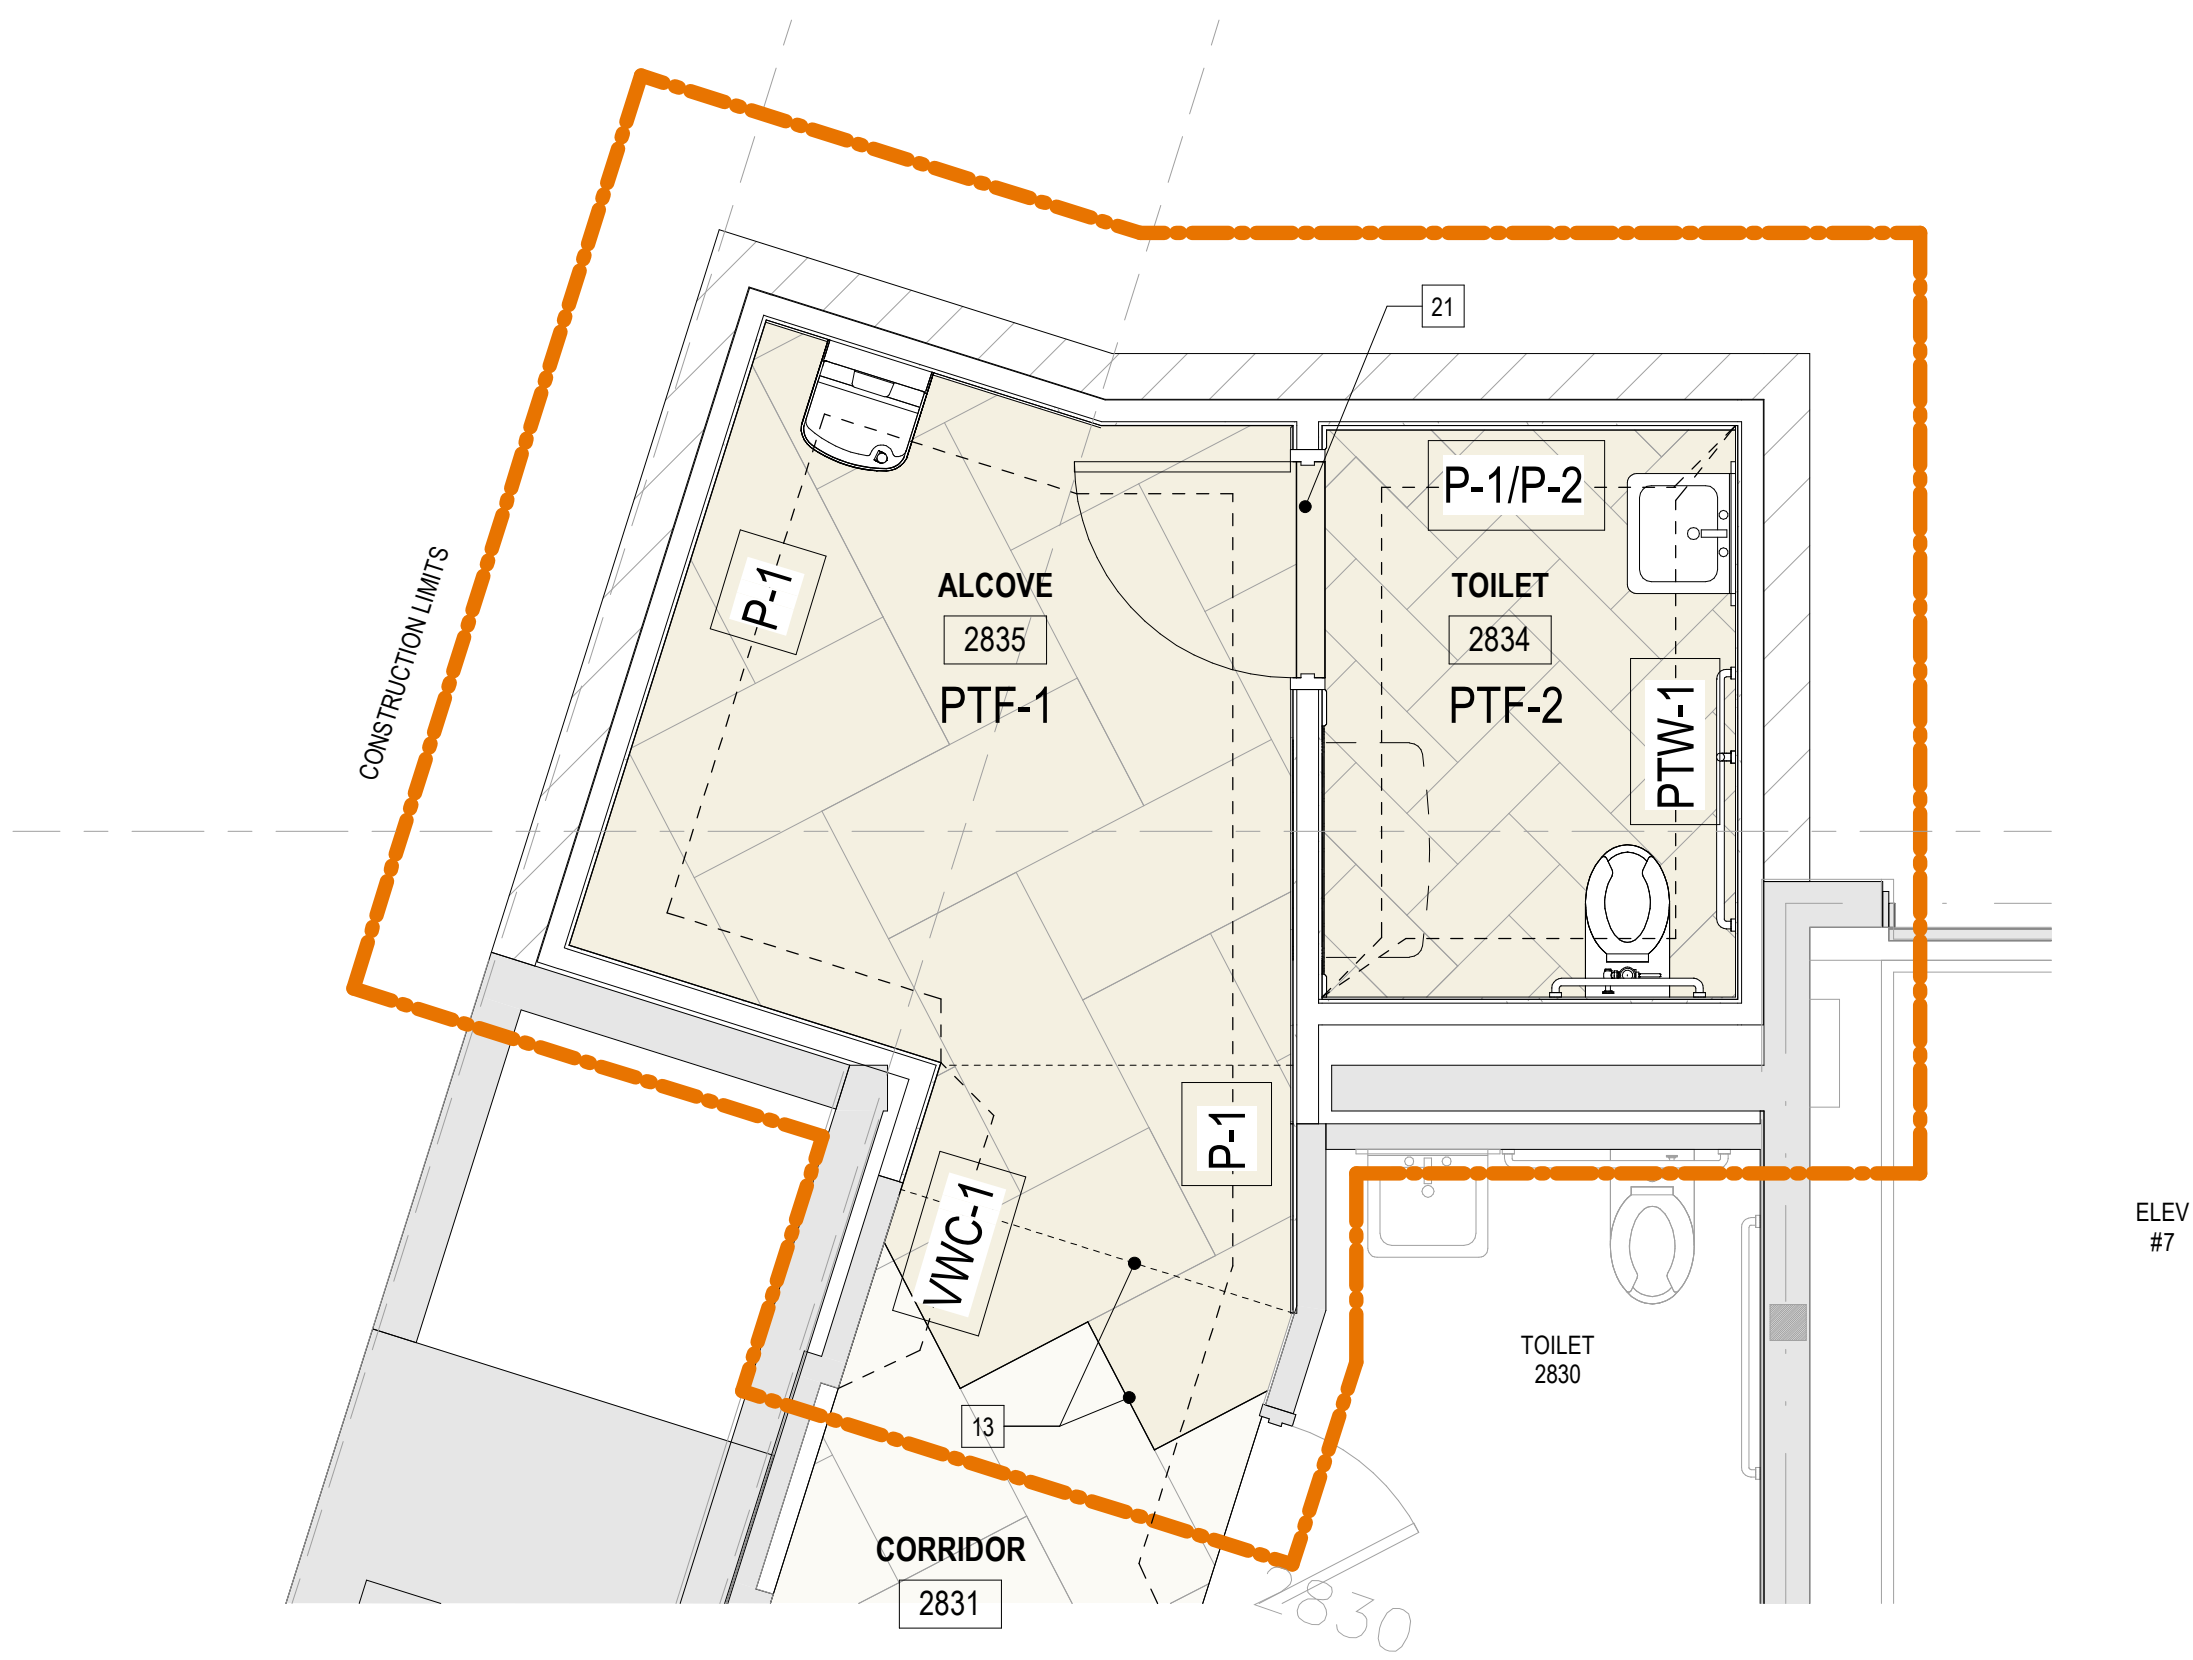 21
P-1/P-2
CONSTRUCTION LIMITS
P-1
ALCOVE
2835
PTF-1
TOILET
2834
PTF-2
PTW-1
P-1
VWC-1
ELEV
#7
TOILET
2830
13
CORRIDOR
2831
2830